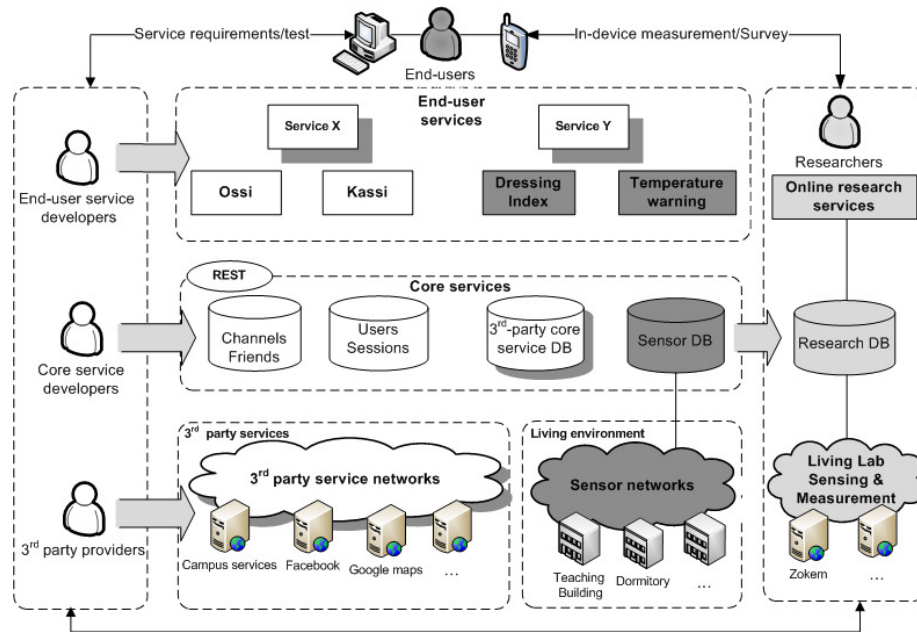 Service requirements/test
In-device measurement/Survey
End-users
End-user
services
Service X
Service Y
Ossi
Kassi
Dressing
Index
Temperature
warning
End-user service
developers
Researchers
Online research
services
REST
Core services
Channels
Friends
Users
Sessions
3rd-party core
service DB
Sensor DB
Research DB
Core service
developers
3rd party services
3rd party service networks
Campus services
Facebook
Google maps
...
3rd party providers
Living environment
Sensor networks
Teaching
Building
Dormitory
...
Living Lab
Sensing &
Measurement
Zokem
...